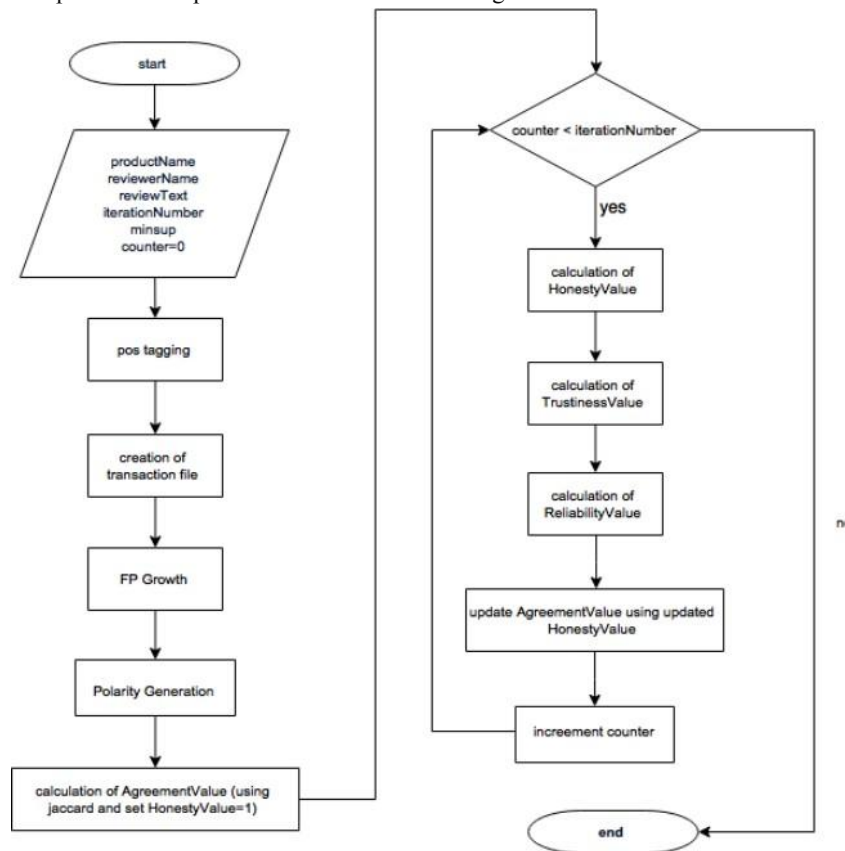 start
productName
reviewerName
reviewText
iterationNumber
minsup
counter=0
pos tagging
creation of
transaction file
FP Growth
Polarity Generation
calculation of AgreementValue (using
jaccard and set HonestyValue=1)
counter < iterationNumber
yes
calculation of
HonestyValue
calculation of
TrustinessValue
calculation of
ReliabilityValue
update AgreementValue using updated
HonestyValue
increement counter
end